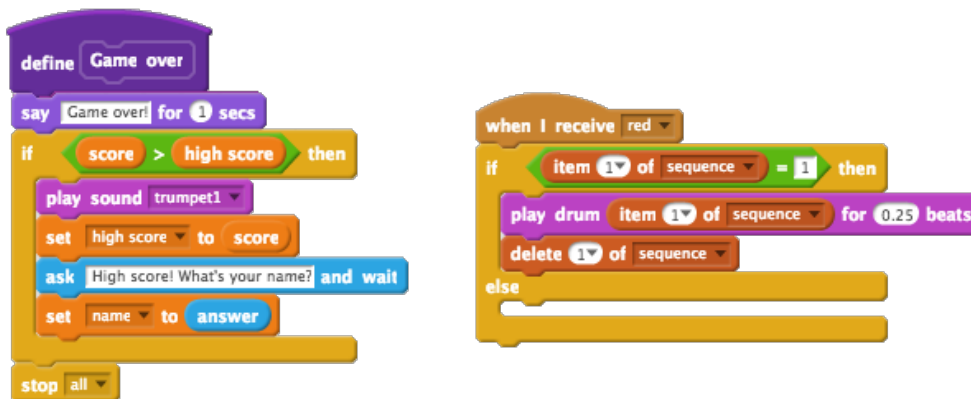 define Game over
say Game over! for 1 secs
if score > high score then
play sound trumpet1
set high score to score
ask High score! What's your name? and wait
set name to answer
stop all
when I receive red
if item 1 of sequence = 1 then
play drum item 1 of sequence for 0.25 beats
delete 1 of sequence
else